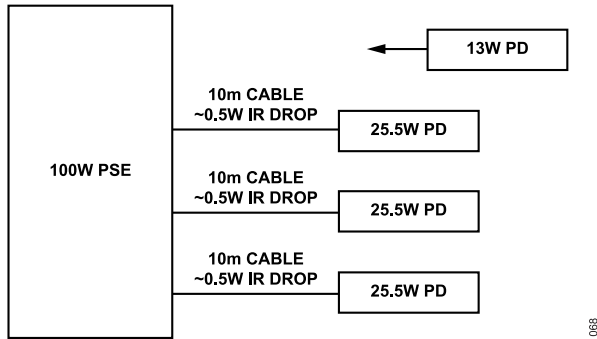 13W PD
10m CABLE
~0.5W IR DROP
25.5W PD
100W PSE
10m CABLE
~0.5W IR DROP
25.5W PD
10m CABLE
~0.5W IR DROP
25.5W PD
068